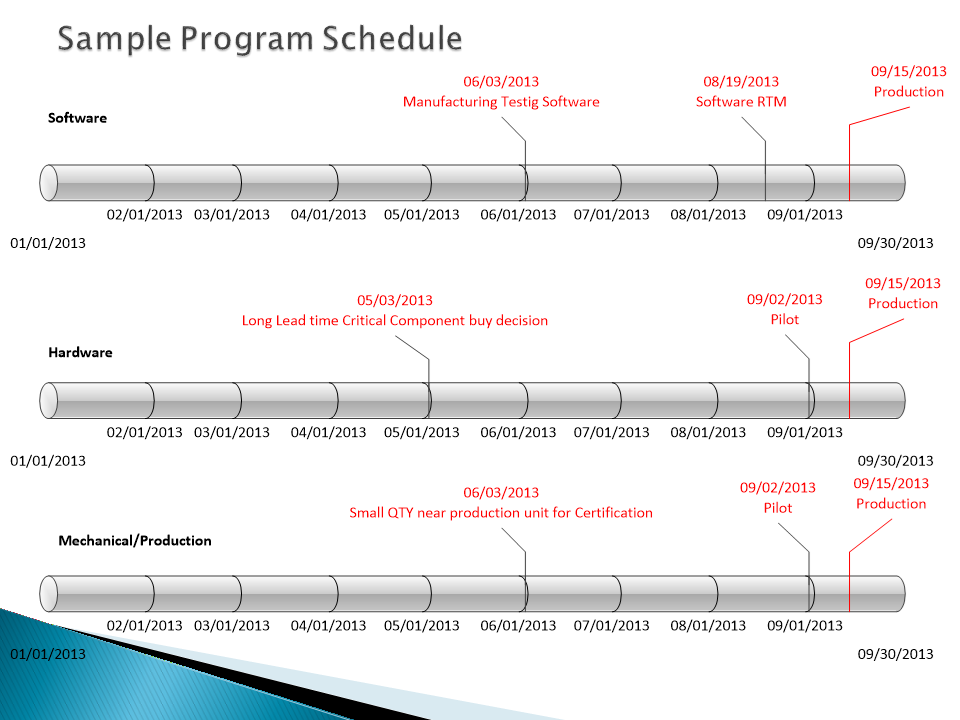 Sample Program Schedule
06/03/2013
Manufacturing Testig Software
08/19/2013
Software RTM
09/15/2013
Production
Software
02/01/2013 03/01/2013 04/01/2013 05/01/2013 06/01/2013 07/01/2013 08/01/2013 09/01/2013
01/01/2013 09/30/2013
05/03/2013
Long Lead time Critical Component buy decision
09/02/2013
Pilot
09/15/2013
Production
Hardware
02/01/2013 03/01/2013 04/01/2013 05/01/2013 06/01/2013 07/01/2013 08/01/2013 09/01/2013
01/01/2013 09/30/2013
06/03/2013
Small QTY near production unit for Certification
09/02/2013
Pilot
09/15/2013
Production
Mechanical/Production
02/01/2013 03/01/2013 04/01/2013 05/01/2013 06/01/2013 07/01/2013 08/01/2013 09/01/2013
01/01/2013 09/30/2013